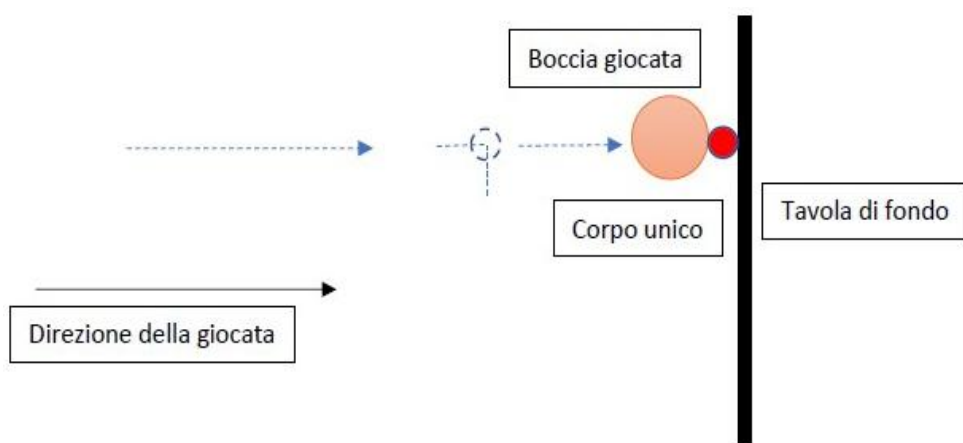 Boccia giocata
Tavola di fondo
Corpo unico
Direzione della giocata